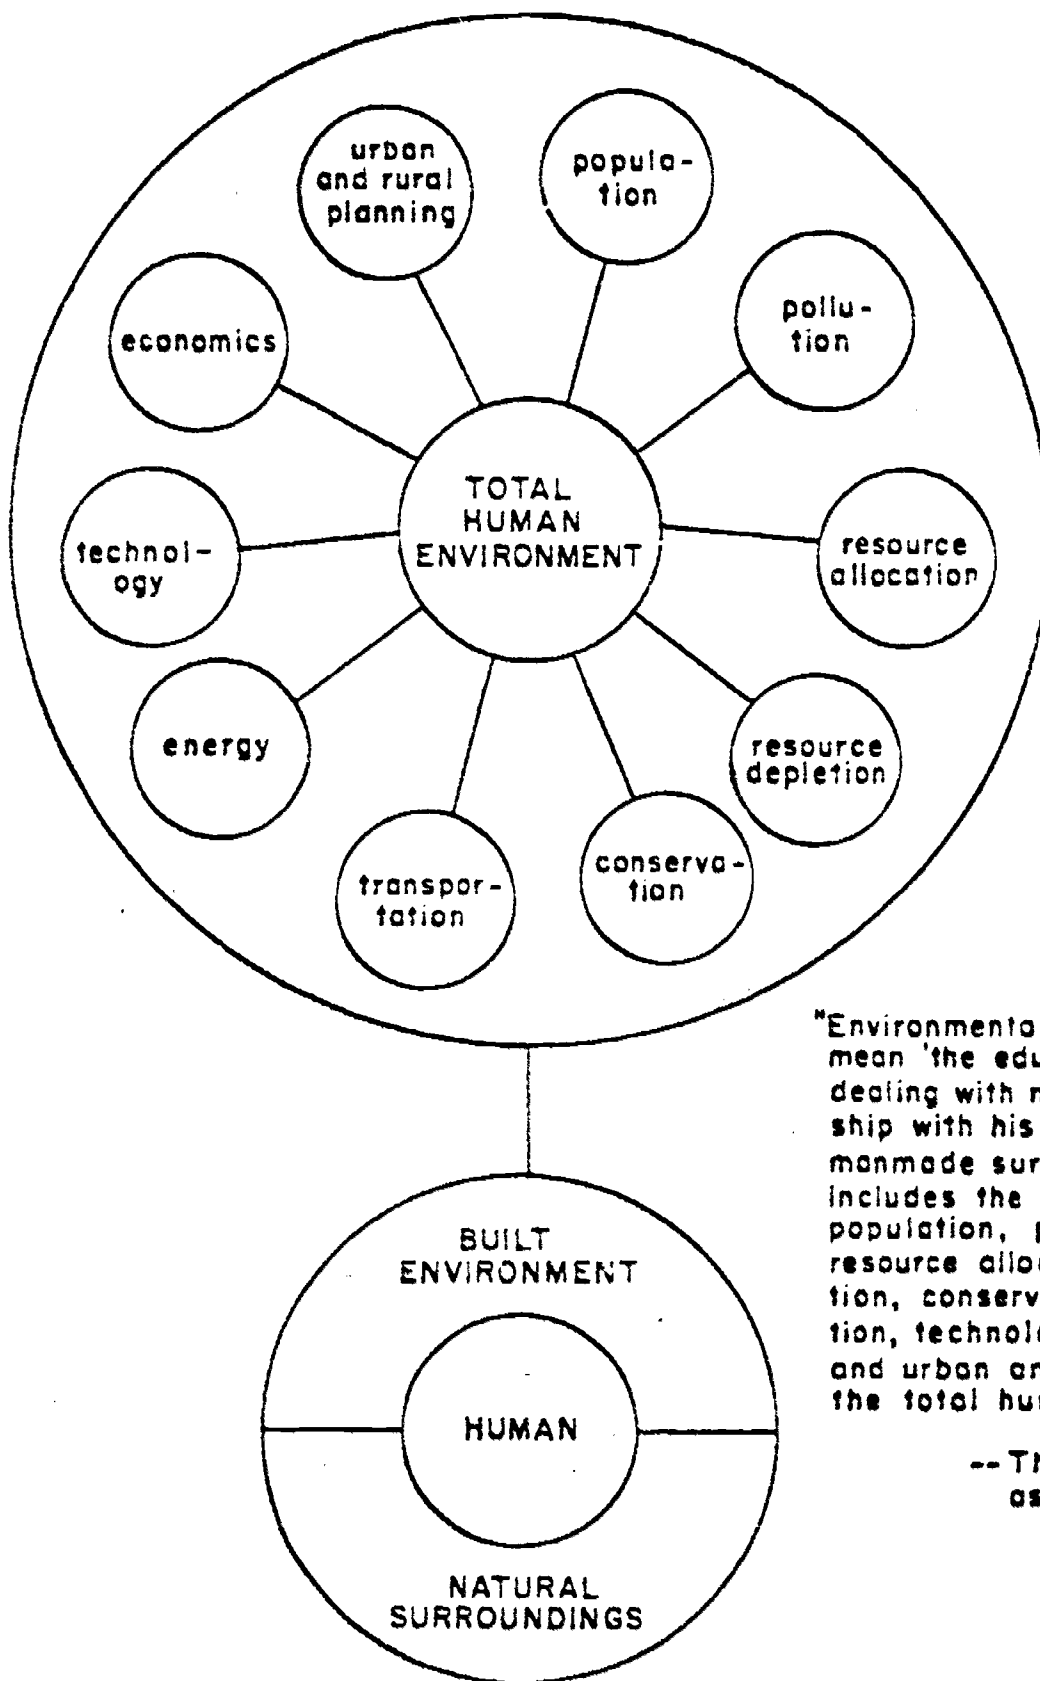 urban
and rural
planning
popula-
tion
economics
pollu-
tion
TOTAL
HUMAN
ENVIRONMENT
technol-
ogy
resource
allocation
energy
resource
depletion
transpor-
tation
conserva-
tion
"Environmenta
mean 'the edu
dealing with
ship with his
manmade sur
includes the
population, p
resource alloc
tion, conserv
tion, technol
and urban an
the total hu
-- Th
as
BUILT
ENVIRONMENT
HUMAN
NATURAL
SURROUNDINGS